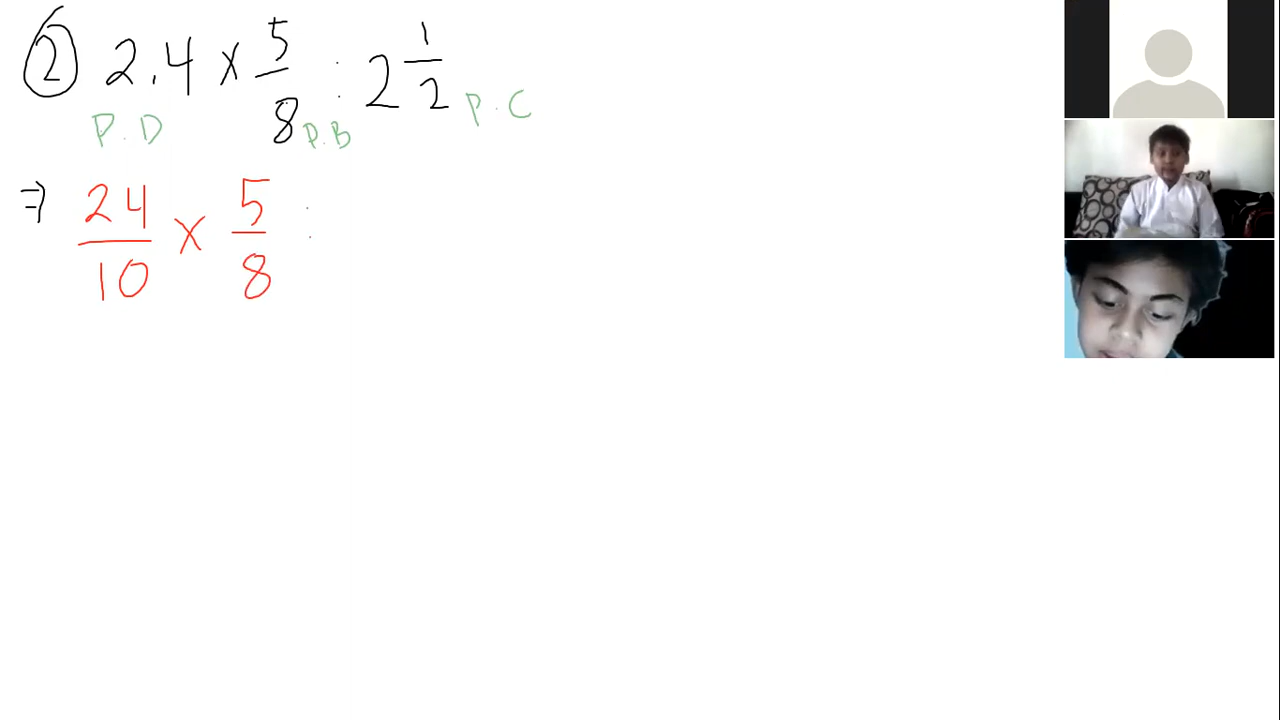 ② 2.4 × 5/8 : 2 1/2
P.D P.B P.C
⇒ 24/10 × 5/8 :